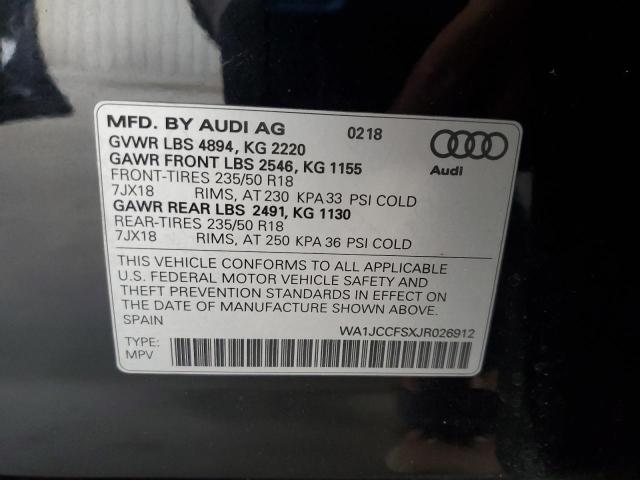 MFD. BY AUDI AG 0218
GVWR LBS 4894, KG 2220
GAWR FRONT LBS 2546, KG 1155
FRONT-TIRES 235/50 R18
7JX18 RIMS, AT 230 KPA 33 PSI COLD
GAWR REAR LBS 2491, KG 1130
REAR-TIRES 235/50 R18
7JX18 RIMS, AT 250 KPA 36 PSI COLD
Audi
THIS VEHICLE CONFORMS TO ALL APPLICABLE
U.S. FEDERAL MOTOR VEHICLE SAFETY AND
THEFT PREVENTION STANDARDS IN EFFECT ON
THE DATE OF MANUFACTURE SHOWN ABOVE.
SPAIN
WA1JCCFSXJR026912
TYPE:
MPV